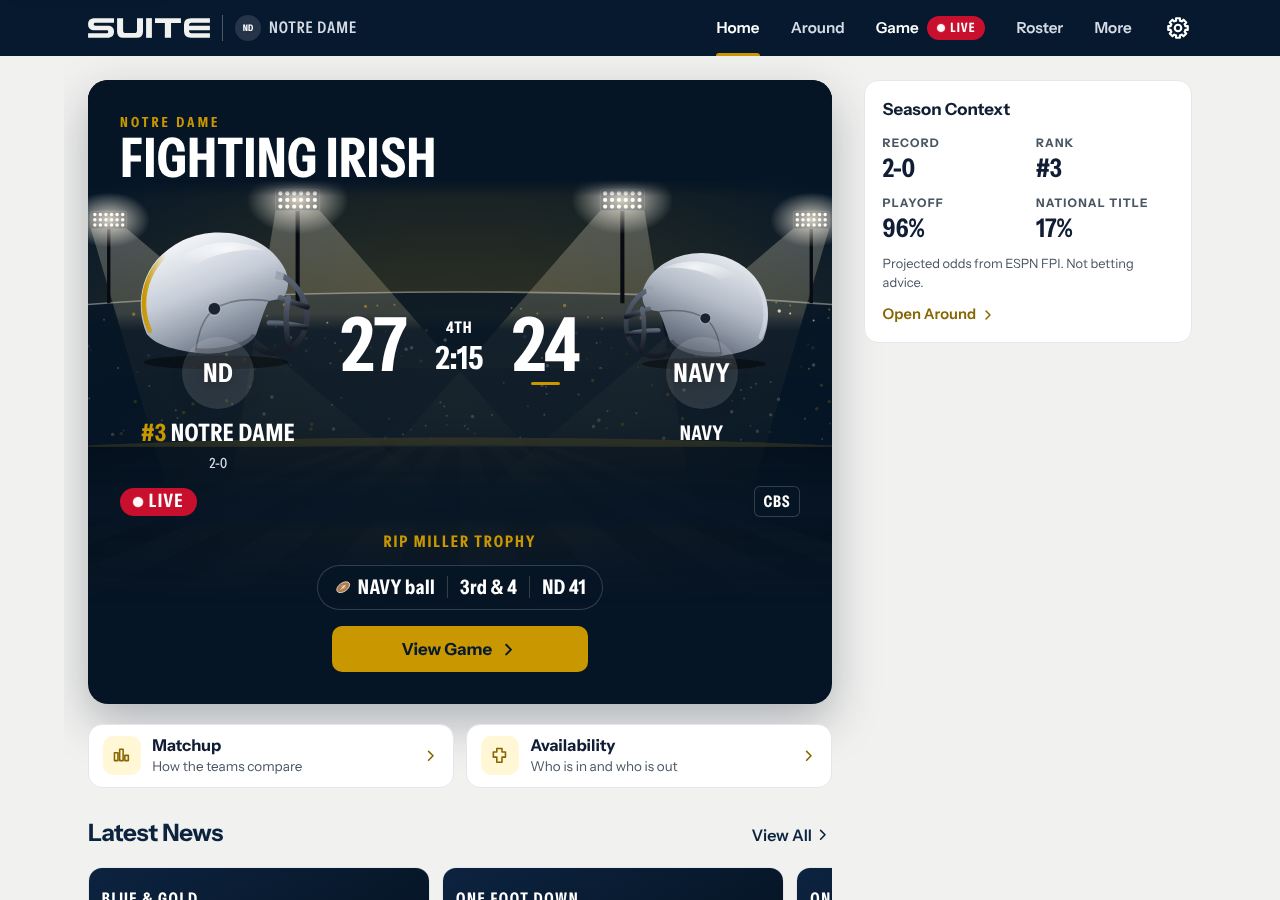 SUITE
ND NOTRE DAME
Home
Around
Game
LIVE
Roster
More
NOTRE DAME
FIGHTING IRISH
27
4TH
2:15
24
ND
NAVY
#3 NOTRE DAME
2-0
NAVY
LIVE
CBS
RIP MILLER TROPHY
NAVY ball
3rd & 4
ND 41
View Game
Season Context
RECORD
2-0
RANK
#3
PLAYOFF
96%
NATIONAL TITLE
17%
Projected odds from ESPN FPI. Not betting
advice.
Open Around
Matchup
How the teams compare
Availability
Who is in and who is out
Latest News
View All
BLUE & GOLD
ONE FOOT DOWN
ON